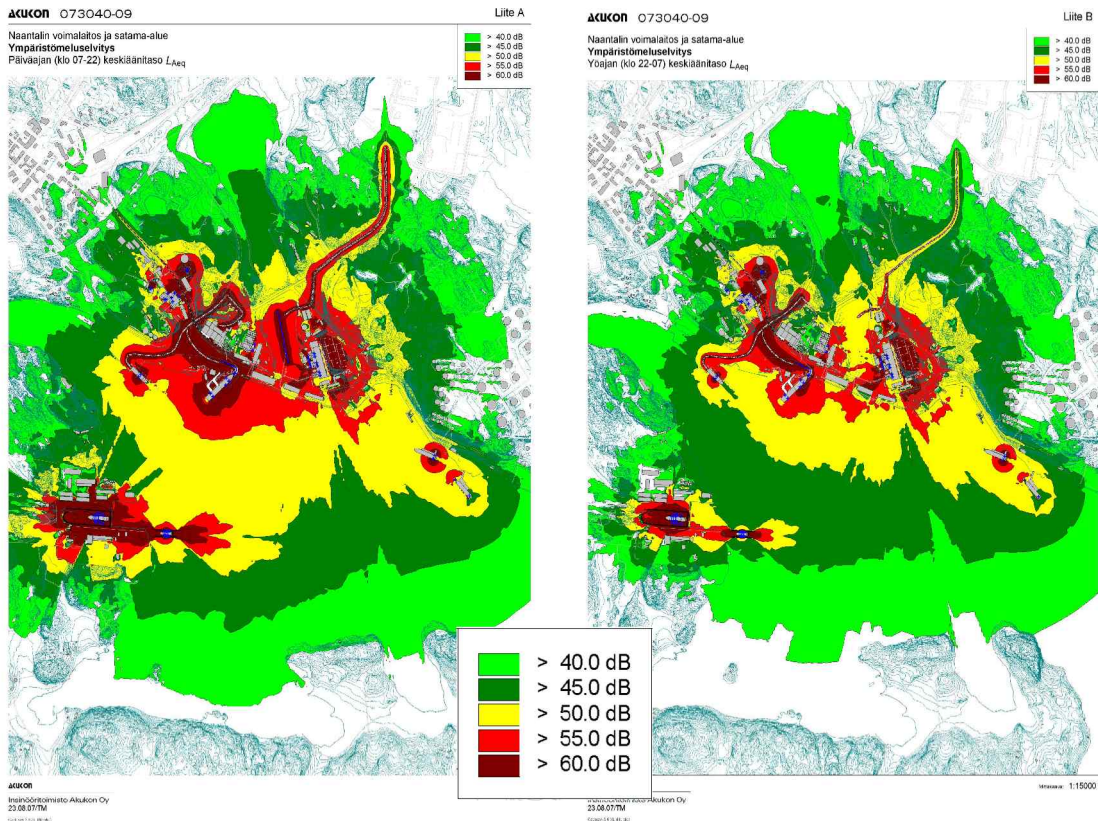 AKUKON 073040-09
Liite A
Naantalin voimalaitos ja satama-alue
Ympäristömeluselvitys
Päiväajan (klo 07-22) keskiäänitaso LAeq
> 40.0 dB
> 45.0 dB
> 50.0 dB
> 55.0 dB
> 60.0 dB
AKUKON 073040-09
Liite B
Naantalin voimalaitos ja satama-alue
Ympäristömeluselvitys
Yöajan (klo 22-07) keskiäänitaso LAeq
> 40.0 dB
> 45.0 dB
> 50.0 dB
> 55.0 dB
> 60.0 dB
> 40.0 dB
> 45.0 dB
> 50.0 dB
> 55.0 dB
> 60.0 dB
AKUKON
Insinööritoimisto Akukon Oy
23.08.07/TM
1:15000
Akukon Oy
23.08.07/TM